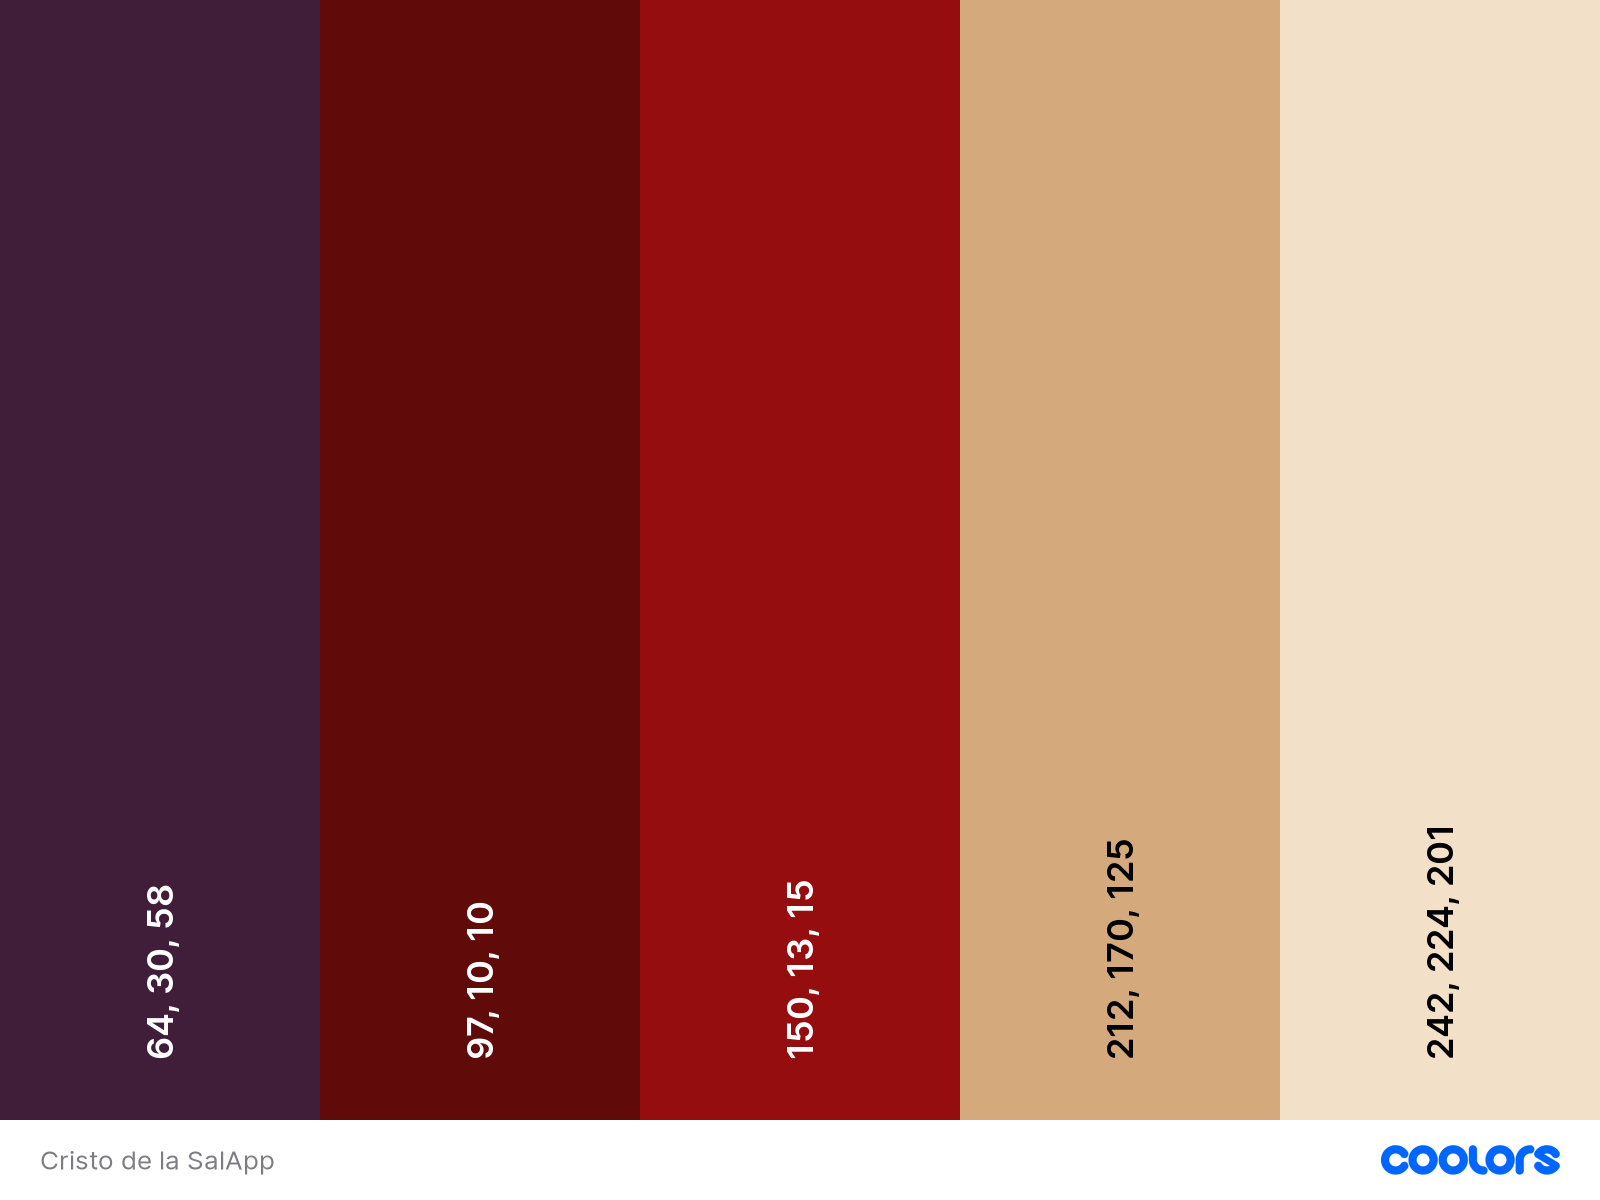 64, 30, 58
97, 10, 10
150, 13, 15
212, 170, 125
242, 224, 201
Cristo de la SalApp
coolors